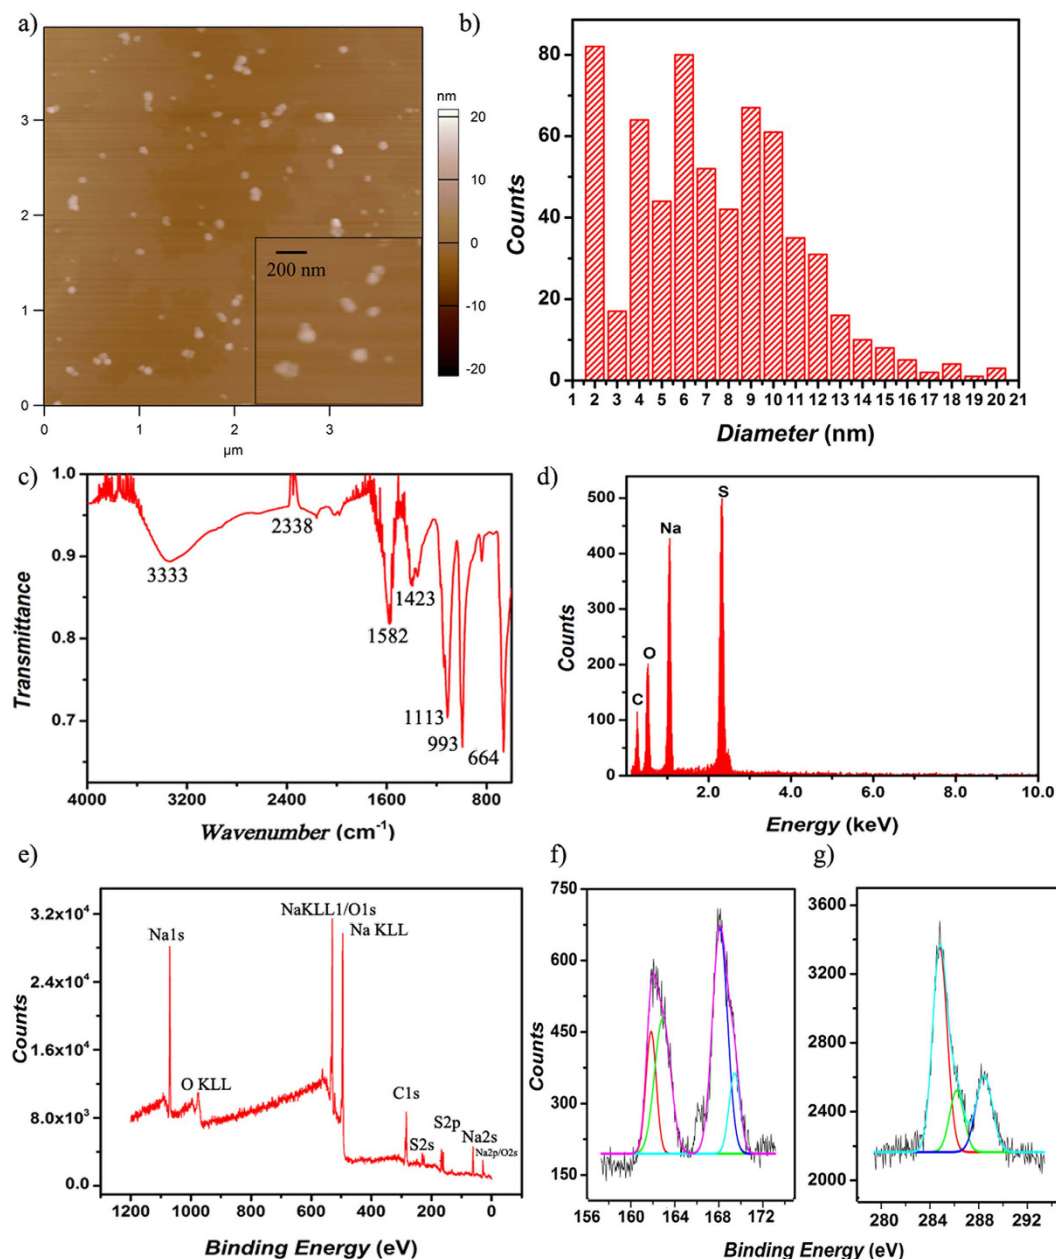 a)
nm
20
10
0
-10
-20
3
2
1
0
200 nm
0 1 2 3
µm
b)
80
60
40
20
0
Counts
1 2 3 4 5 6 7 8 9 10 11 12 13 14 15 16 17 18 19 20 21
Diameter (nm)
c)
1.0
0.9
0.8
0.7
Transmittance
3333
2338
1582
1423
1113
993
664
4000 3200 2400 1600 800
Wavenumber (cm-1)
d)
500
400
300
200
100
0
Counts
C
O
Na
S
2.0 4.0 6.0 8.0 10.0
Energy (keV)
e)
3.2x10⁴
2.4x10⁴
1.6x10⁴
8.0x10³
0.0
Counts
Na1s
O KLL
NaKLL1/O1s
Na KLL
C1s
S2s
S2p
Na2s
Na2p/O2s
1200 1000 800 600 400 200 0
Binding Energy (eV)
f)
750
600
450
300
150
Counts
156 160 164 168 172
g)
3600
3200
2800
2400
2000
280 284 288 292
Binding Energy (eV)